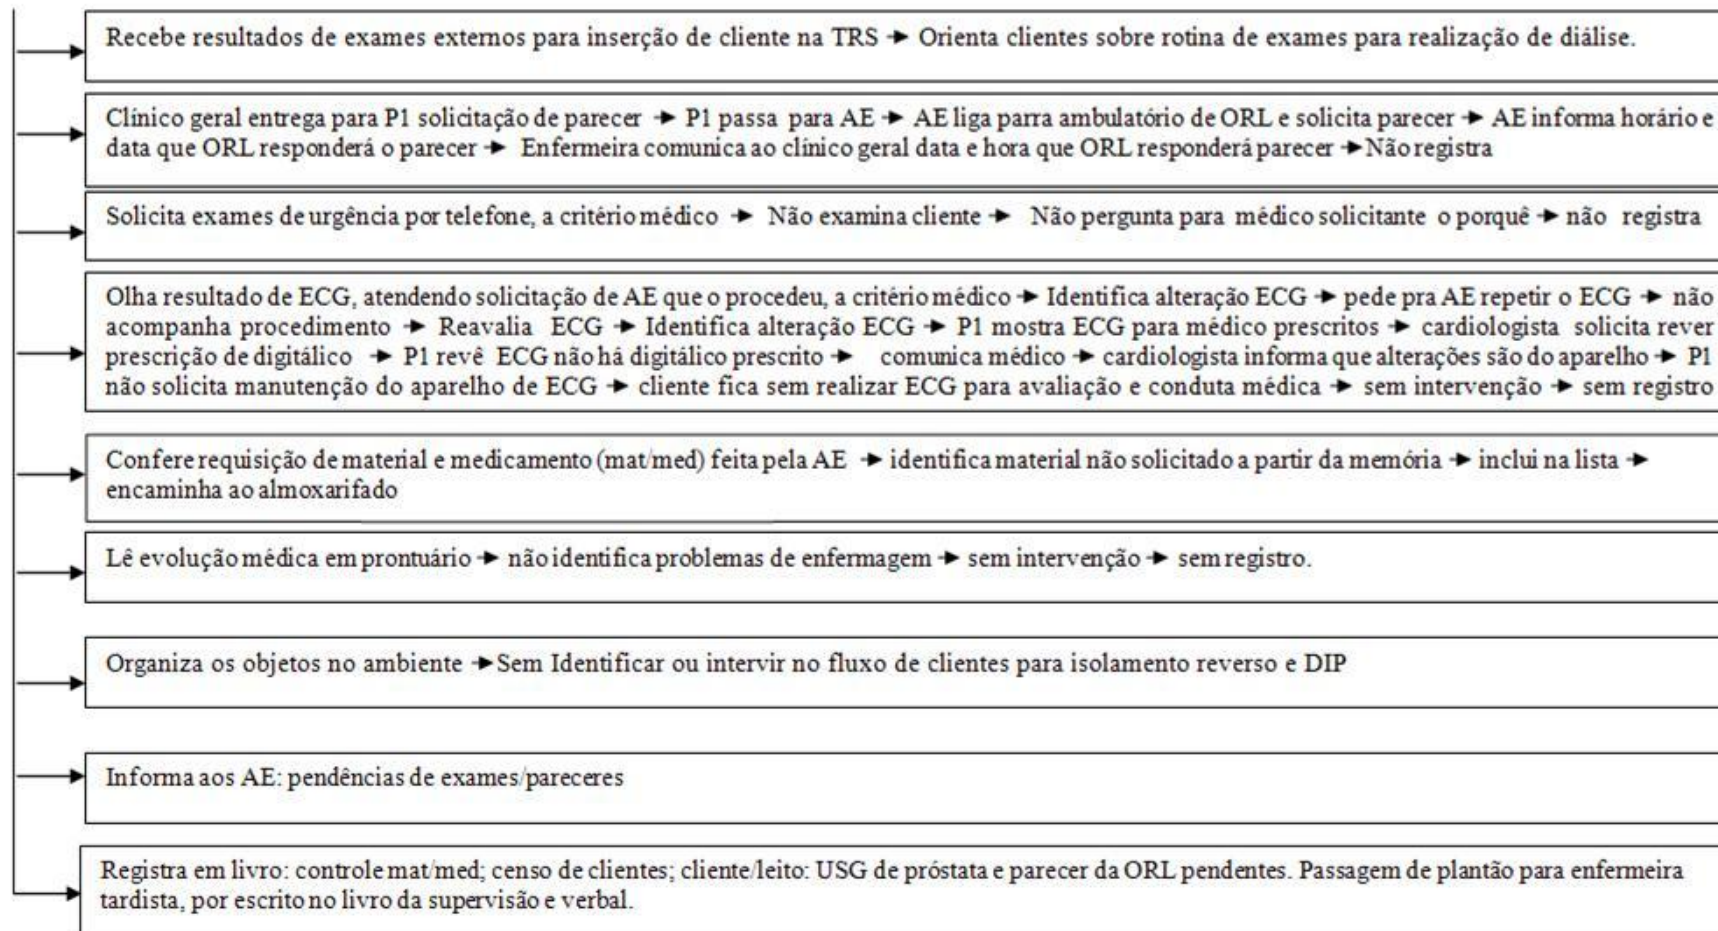 Recebe resultados de exames externos para inserção de cliente na TRS → Orienta clientes sobre rotina de exames para realização de diálise.
Clínico geral entrega para P1 solicitação de parecer → P1 passa para AE → AE liga parra ambulatório de ORL e solicita parecer → AE informa horário e
data que ORL responderá o parecer → Enfermeira comunica ao clínico geral data e hora que ORL responderá parecer → Não registra
Solicita exames de urgência por telefone, a critério médico → Não examina cliente → Não pergunta para médico solicitante o porquê → não registra
Olha resultado de ECG, atendendo solicitação de AE que o procedeu, a critério médico → Identifica alteração ECG → pede pra AE repetir o ECG → não
acompanha procedimento → Reavalia ECG → Identifica alteração ECG → P1 mostra ECG para médico prescritos → cardiologista solicita rever
prescrição de digitálico → P1 revê ECG não há digitálico prescrito → comunica médico → cardiologista informa que alterações são do aparelho → P1
não solicita manutenção do aparelho de ECG → cliente fica sem realizar ECG para avaliação e conduta médica → sem intervenção → sem registro
Confere requisição de material e medicamento (mat/med) feita pela AE → identifica material não solicitado a partir da memória → inclui na lista →
encaminha ao almoxarifado
Lê evolução médica em prontuário → não identifica problemas de enfermagem → sem intervenção → sem registro.
Organiza os objetos no ambiente → Sem Identificar ou intervir no fluxo de clientes para isolamento reverso e DIP
Informa aos AE: pendências de exames/pareceres
Registra em livro: controle mat/med; censo de clientes; cliente/leito: USG de próstata e parecer da ORL pendentes. Passagem de plantão para enfermeira
tardista, por escrito no livro da supervisão e verbal.